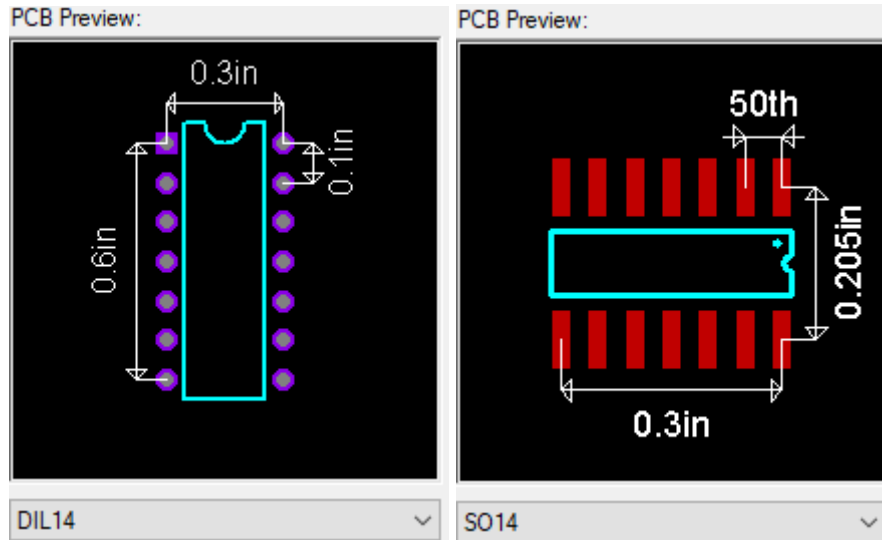 PCB Preview:
0.3in
0.1in
0.6in
DIL14
PCB Preview:
50th
0.205in
0.3in
SO14